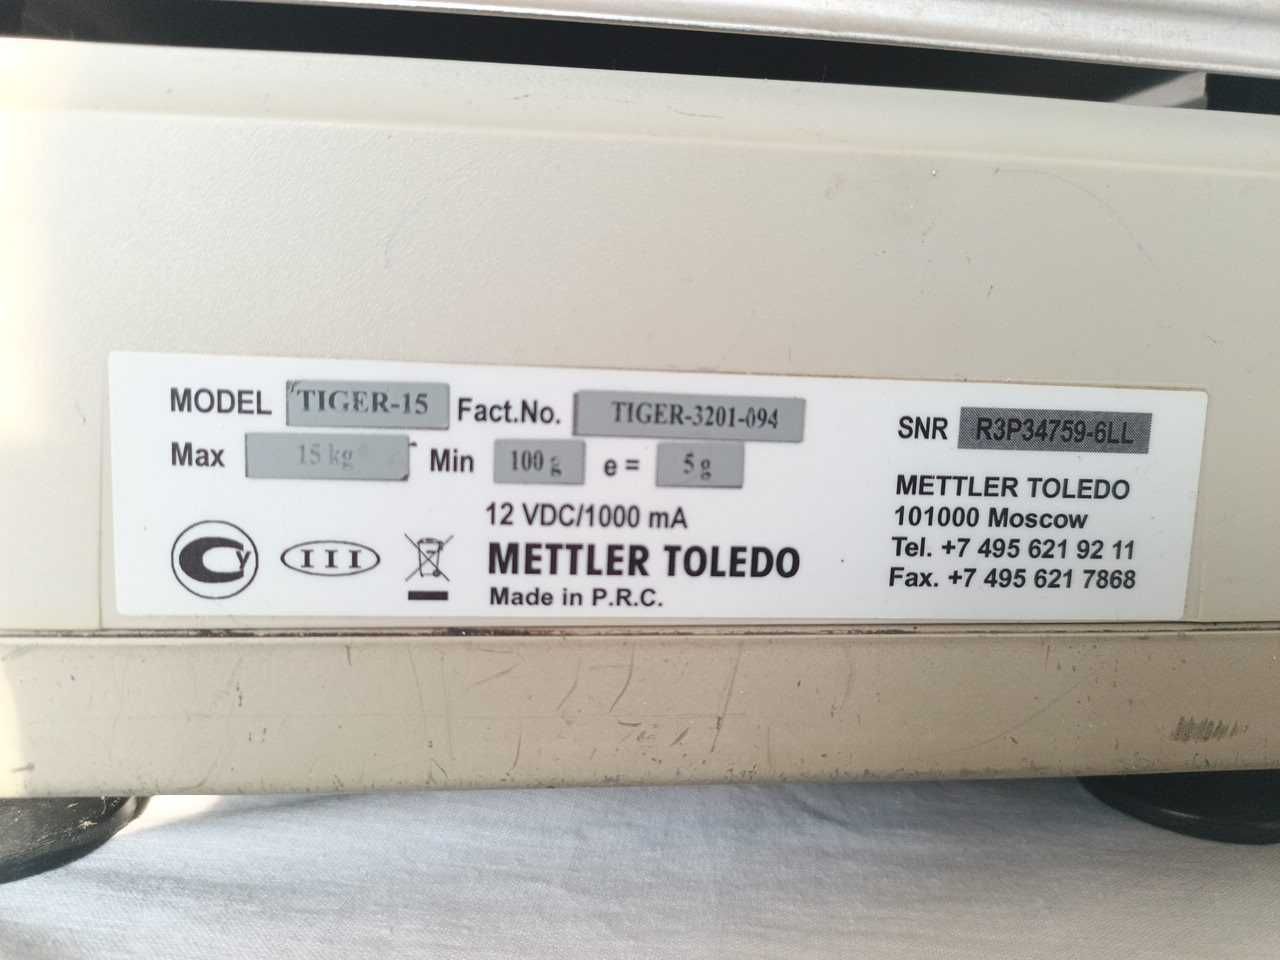 MODEL TIGER-15 Fact.No. TIGER-3201-094
Max 15 kg Min 100 g e = 5 g
12 VDC/1000 mA
Су III METTLER TOLEDO
Made in P.R.C.
SNR R3P34759-6LL
METTLER TOLEDO
101000 Moscow
Tel. +7 495 621 92 11
Fax. +7 495 621 7868